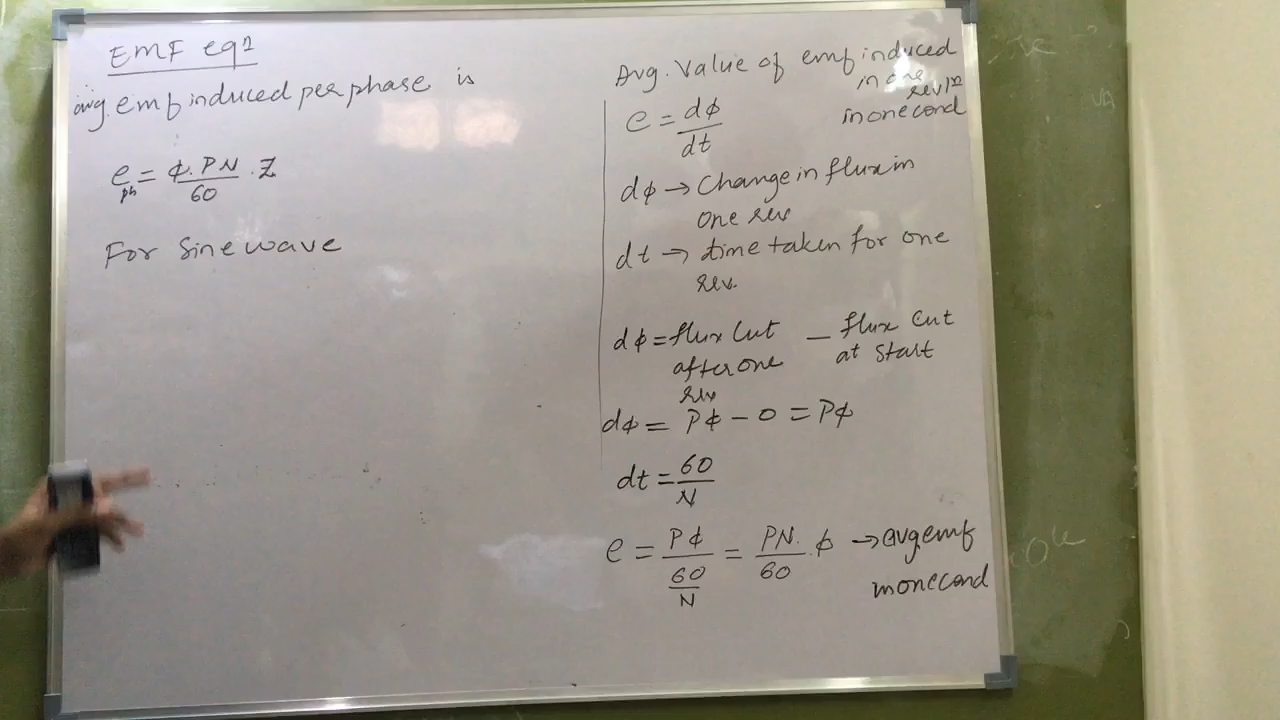 EMF eqn
avg. emf induced per phase is
e ph = φ.PN/60 . Z
For Sine wave
Avg. Value of emf induced
in one
rev/n
in one cond
e = dφ/dt
dφ → Change in flux in
one rev
dt → time taken for one
rev.
dφ = flux cut after one rev – flux cut at start
dφ = Pφ – 0 = Pφ
dt = 60/N
e = Pφ/(60/N) = PN/60 . φ → avg emf
in one cond